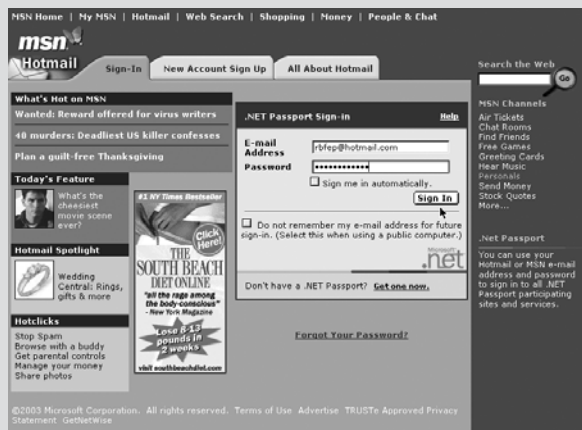 MSN Home | My MSN | Hotmail | Web Search | Shopping | Money | People & Chat
msn
Hotmail
Sign-In
New Account Sign Up
All About Hotmail
What's Hot on MSN
Wanted: Reward offered for virus writers
48 murders: Deadliest US killer confesses
Plan a guilt-free Thanksgiving
Today's Feature
What's the
cheesiest
movie scene
ever?
Hotmail Spotlight
Wedding
Central: Rings,
gifts & more
Hotclicks
Stop Spam
Browse with a buddy
Get parental controls
Manage your money
Share photos
#1 NY Times Bestseller
Click
Here!
THE
SOUTH BEACH
DIET ONLINE
"all the rage among
the body-conscious"
- New York Magazine
Lose 8-13
pounds in
2 weeks
visit southbeachdiet.com
.NET Passport Sign-in Help
E-mail
Address
rbfep@hotmail.com
Password
••••••••••••
Sign me in automatically.
Sign In
Do not remember my e-mail address for future
sign-in. (Select this when using a public computer.)
Microsoft
.net
Don't have a .NET Passport? Get one now.
Forgot Your Password?
Search the Web
Go
MSN Channels
Air Tickets
Chat Rooms
Find Friends
Free Games
Greeting Cards
Hear Music
Personals
Send Money
Stock Quotes
More...
.Net Passport
You can use your
Hotmail or MSN e-mail
address and password
to sign in to all .NET
Passport participating
sites and services.
©2003 Microsoft Corporation. All rights reserved. Terms of Use Advertise TRUSTe Approved Privacy
Statement GetNetWise